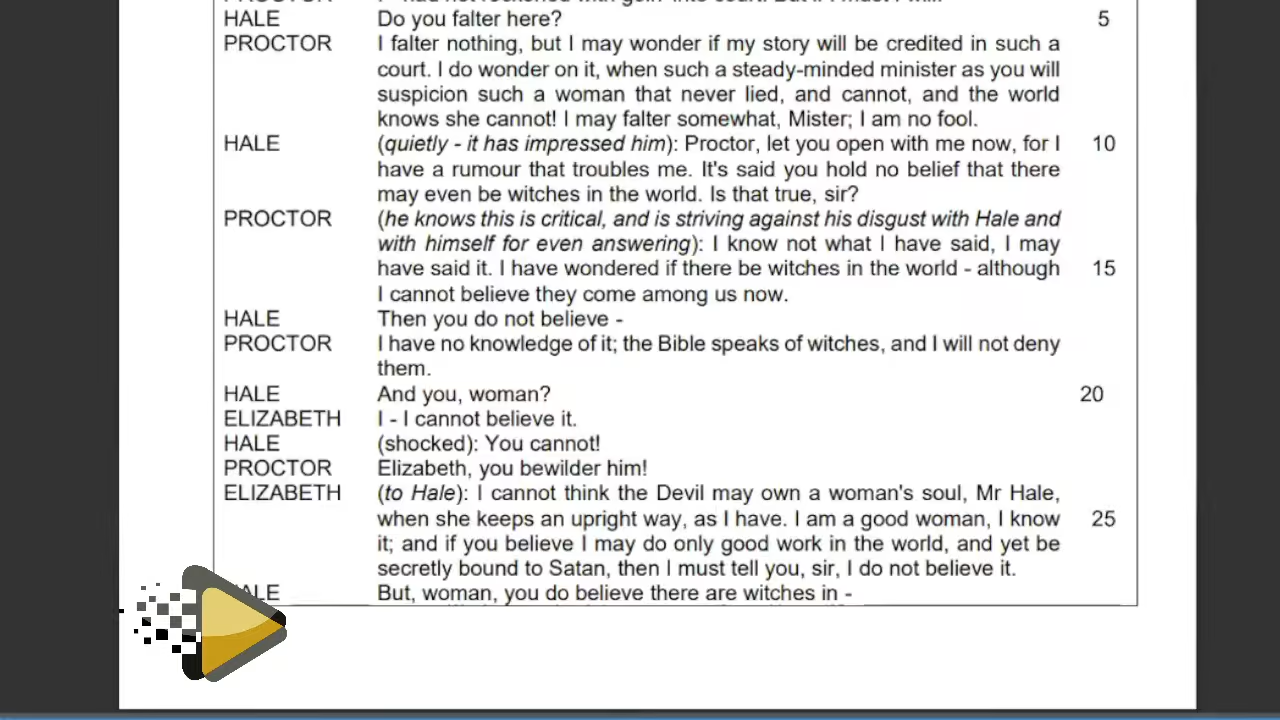 HALE Do you falter here? 5
PROCTOR I falter nothing, but I may wonder if my story will be credited in such a
court. I do wonder on it, when such a steady-minded minister as you will
suspicion such a woman that never lied, and cannot, and the world
knows she cannot! I may falter somewhat, Mister; I am no fool.
HALE (quietly - it has impressed him): Proctor, let you open with me now, for I 10
have a rumour that troubles me. It's said you hold no belief that there
may even be witches in the world. Is that true, sir?
PROCTOR (he knows this is critical, and is striving against his disgust with Hale and
with himself for even answering): I know not what I have said, I may
have said it. I have wondered if there be witches in the world - although 15
I cannot believe they come among us now.
HALE Then you do not believe -
PROCTOR I have no knowledge of it; the Bible speaks of witches, and I will not deny
them.
HALE And you, woman? 20
ELIZABETH I - I cannot believe it.
HALE (shocked): You cannot!
PROCTOR Elizabeth, you bewilder him!
ELIZABETH (to Hale): I cannot think the Devil may own a woman's soul, Mr Hale,
when she keeps an upright way, as I have. I am a good woman, I know 25
it; and if you believe I may do only good work in the world, and yet be
secretly bound to Satan, then I must tell you, sir, I do not believe it.
HALE But, woman, you do believe there are witches in -